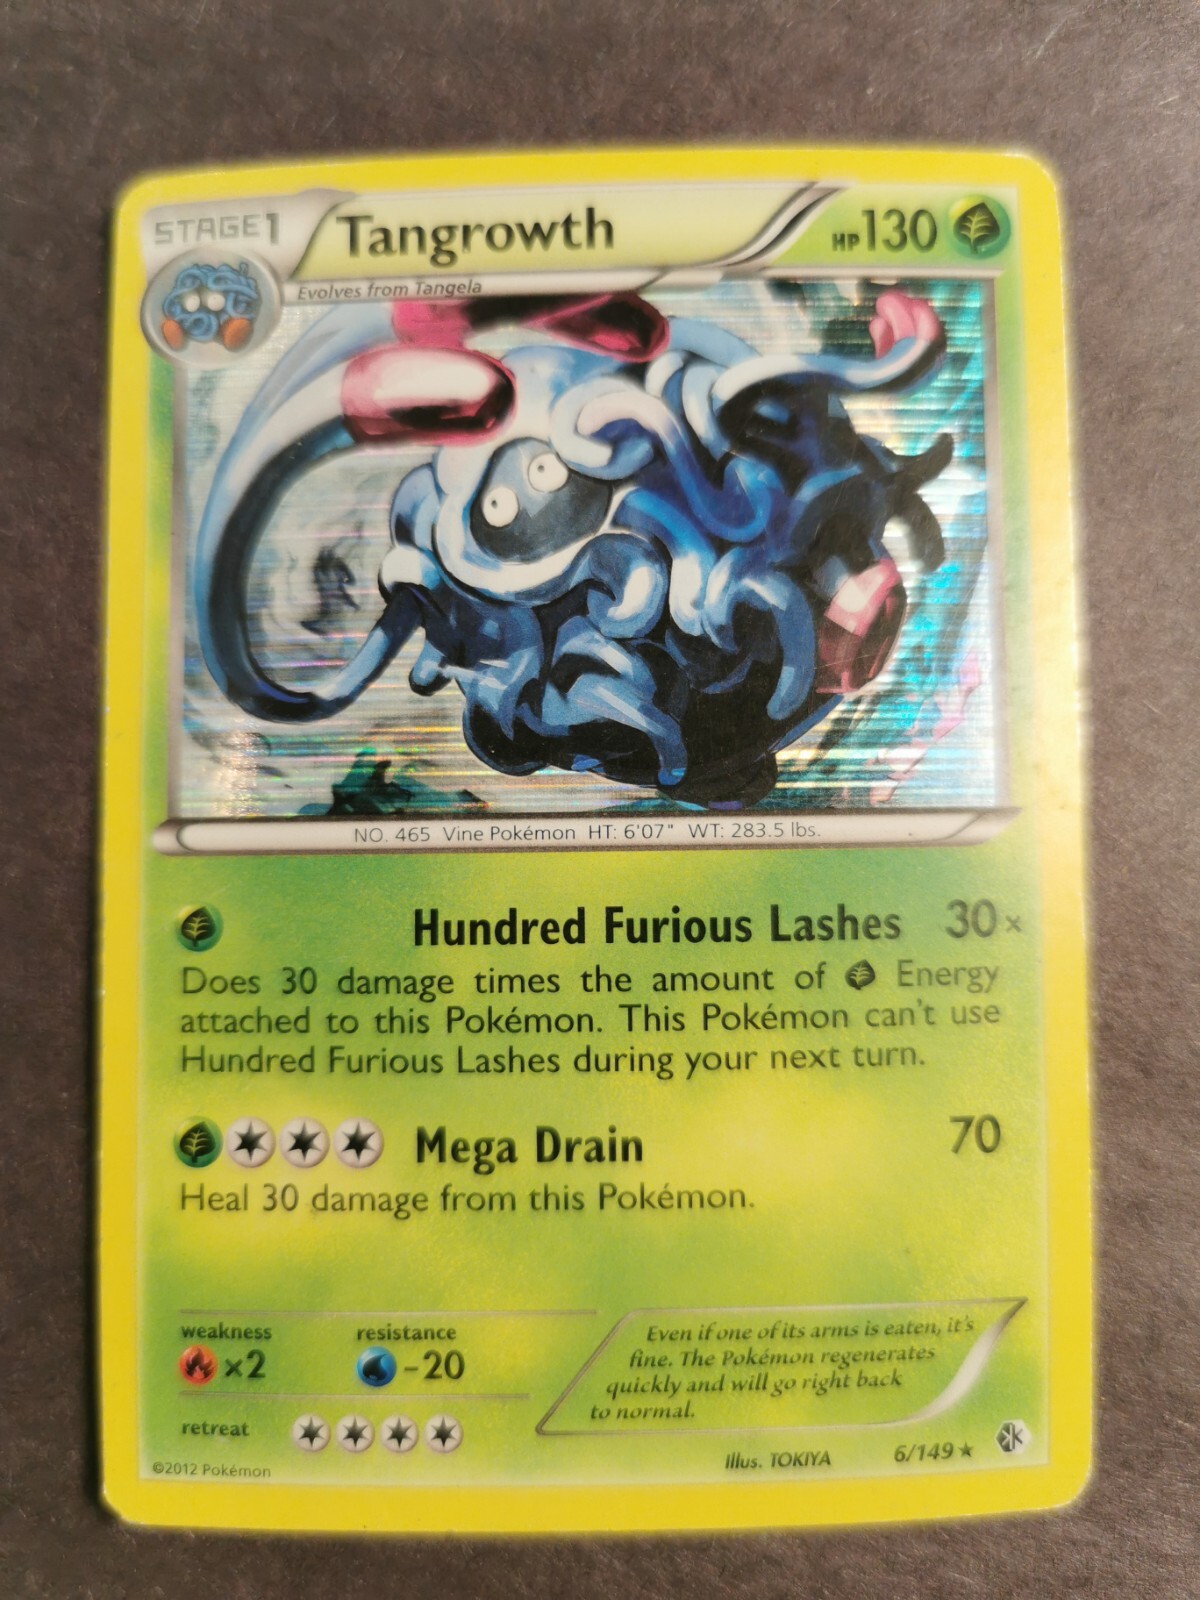 STAGE1 Tangrowth HP130
Evolves from Tangela
NO. 465 Vine Pokémon HT: 6'07" WT: 283.5 lbs.
Hundred Furious Lashes 30×
Does 30 damage times the amount of Energy
attached to this Pokémon. This Pokémon can't use
Hundred Furious Lashes during your next turn.
Mega Drain 70
Heal 30 damage from this Pokémon.
weakness resistance
×2 -20
retreat
Even if one of its arms is eaten, it's
fine. The Pokémon regenerates
quickly and will go right back
to normal.
©2012 Pokémon Illus. TOKIYA 6/149 ★